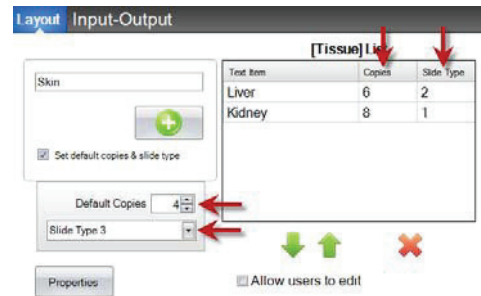 Layout Input-Output
[Tissue] List
Skin
Set default copies & slide type
Default Copies 4
Slide Type 3
Properties
Text Item Copies Slide Type
Liver 6 2
Kidney 8 1
Allow users to edit